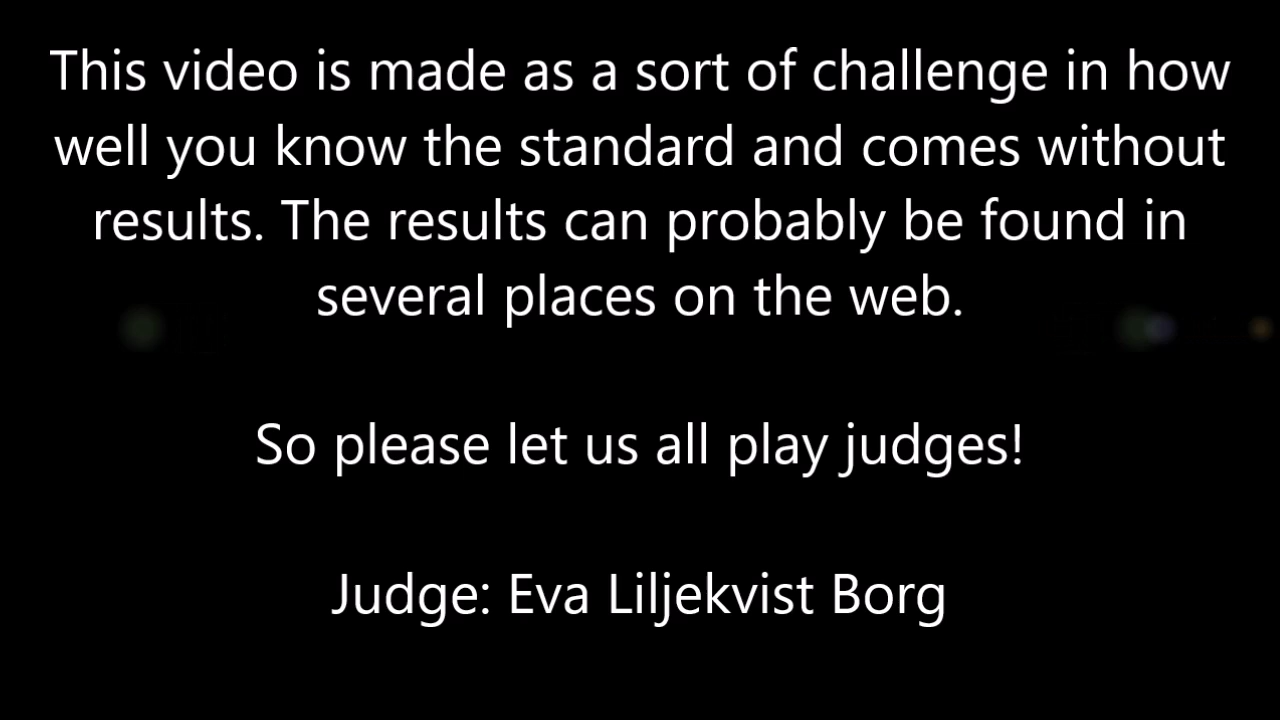 This video is made as a sort of challenge in how
well you know the standard and comes without
results. The results can probably be found in
several places on the web.
So please let us all play judges!
Judge: Eva Liljekvist Borg